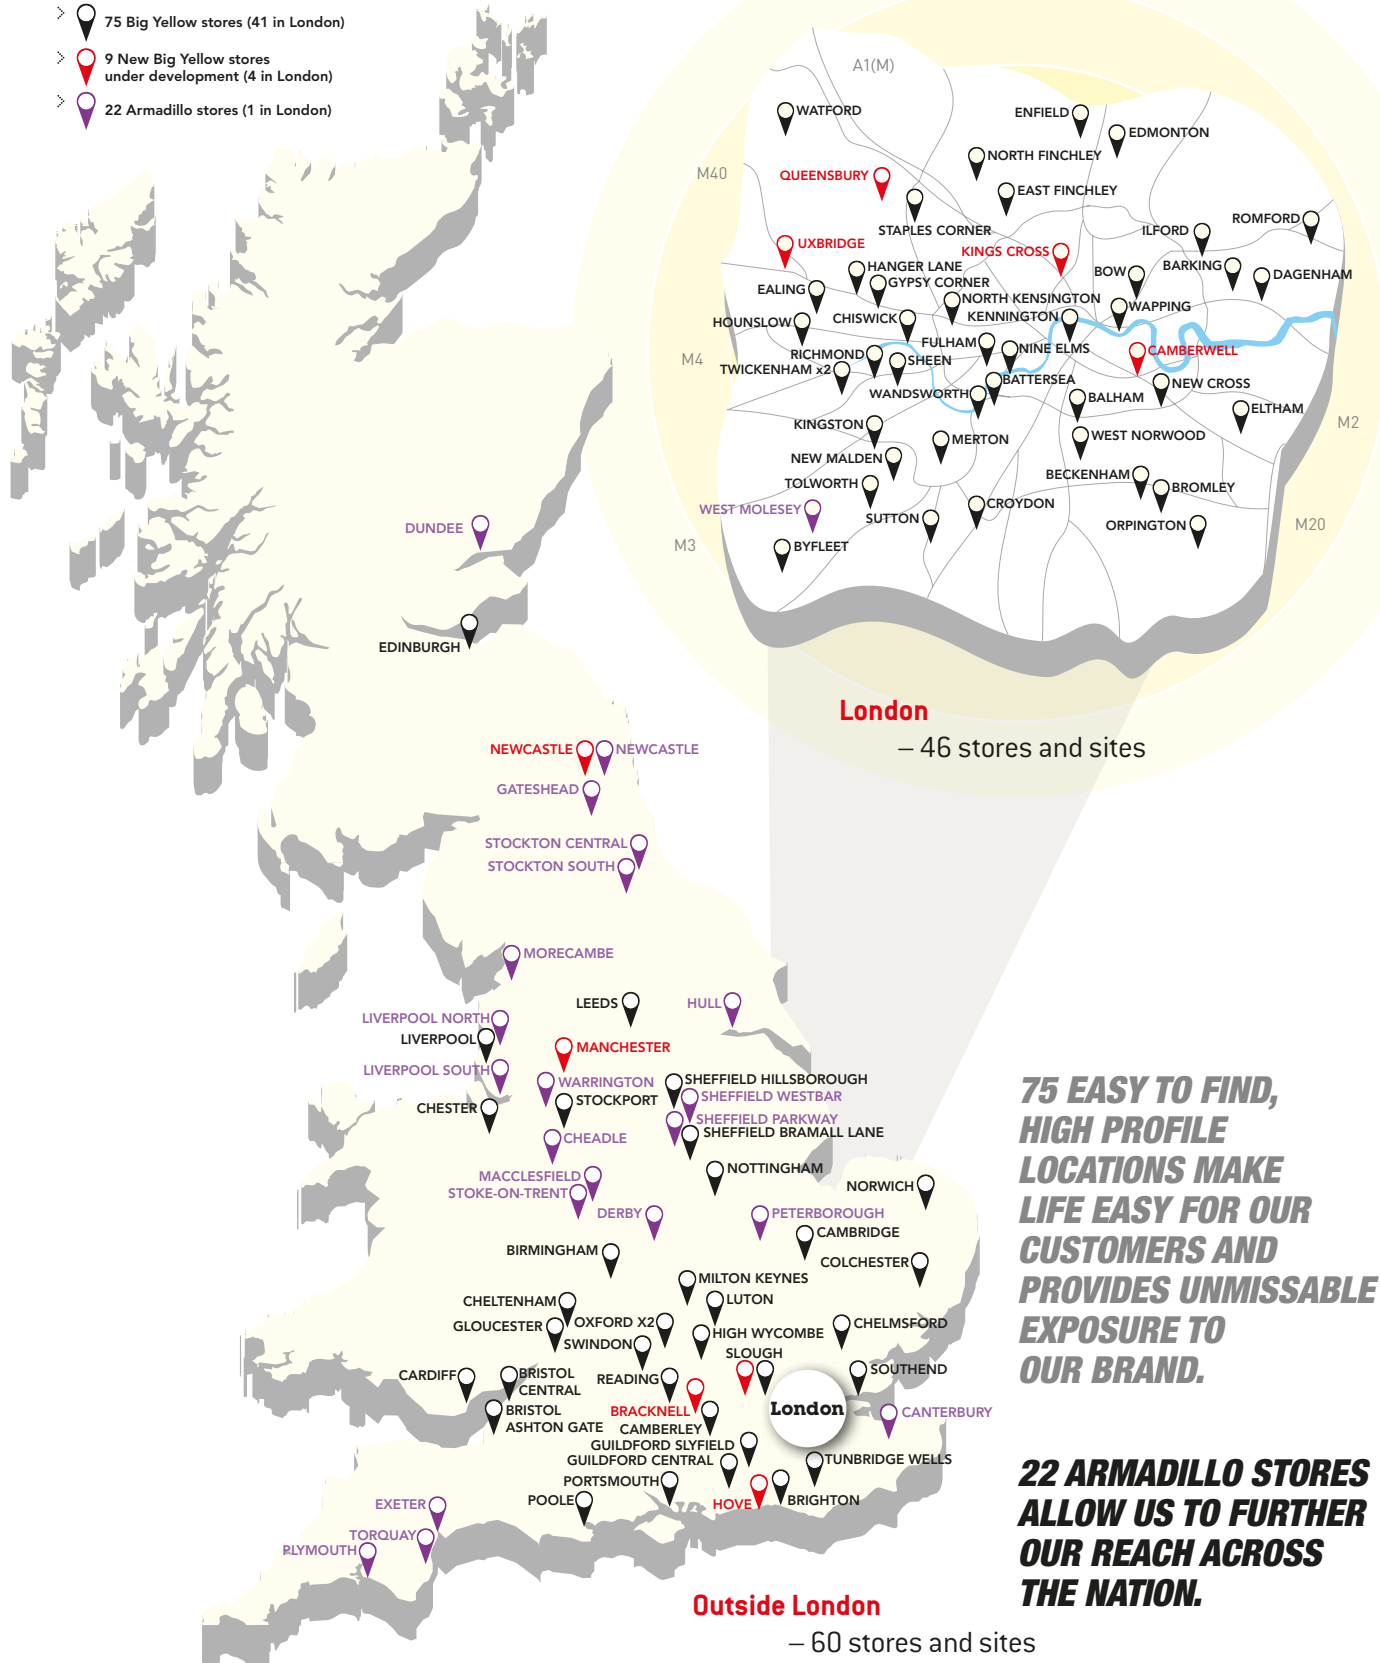 75 Big Yellow stores (41 in London)
9 New Big Yellow stores
under development (4 in London)
22 Armadillo stores (1 in London)
A1(M)
WATFORD
ENFIELD
EDMONTON
NORTH FINCHLEY
M40
QUEENSBURY
EAST FINCHLEY
STAPLES CORNER
ROMFORD
ILFORD
UXBRIDGE
KINGS CROSS
HANGER LANE
BOW
BARKING
DAGENHAM
GYPSY CORNER
EALING
NORTH KENSINGTON
WAPPING
HOUNSLOW
CHISWICK
KENNINGTON
FULHAM
NINE ELMS
CAMBERWELL
M4
RICHMOND
SHEEN
TWICKENHAM x2
BATTERSEA
NEW CROSS
WANDSWORTH
BALHAM
ELTHAM
KINGSTON
M2
MERTON
WEST NORWOOD
NEW MALDEN
BECKENHAM
TOLWORTH
BROMLEY
WEST MOLESEY
CROYDON
SUTTON
ORPINGTON
M20
M3
BYFLEET
DUNDEE
EDINBURGH
London
– 46 stores and sites
NEWCASTLE
NEWCASTLE
GATESHEAD
STOCKTON CENTRAL
STOCKTON SOUTH
MORECAMBE
LEEDS
HULL
LIVERPOOL NORTH
LIVERPOOL
MANCHESTER
LIVERPOOL SOUTH
WARRINGTON
SHEFFIELD HILLSBOROUGH
STOCKPORT
SHEFFIELD WESTBAR
CHESTER
SHEFFIELD PARKWAY
CHEADLE
SHEFFIELD BRAMALL LANE
NOTTINGHAM
MACCLESFIELD
NORWICH
STOKE-ON-TRENT
DERBY
PETERBOROUGH
CAMBRIDGE
BIRMINGHAM
COLCHESTER
MILTON KEYNES
CHELTENHAM
LUTON
GLOUCESTER
OXFORD X2
CHELMSFORD
HIGH WYCOMBE
SWINDON
SLOUGH
CARDIFF
BRISTOL
CENTRAL
READING
SOUTHEND
BRISTOL
ASHTON GATE
BRACKNELL
London
CANTERBURY
CAMBERLEY
GUILDFORD SLYFIELD
GUILDFORD CENTRAL
TUNBRIDGE WELLS
PORTSMOUTH
POOLE
HOVE
BRIGHTON
EXETER
TORQUAY
PLYMOUTH
75 EASY TO FIND,
HIGH PROFILE
LOCATIONS MAKE
LIFE EASY FOR OUR
CUSTOMERS AND
PROVIDES UNMISSABLE
EXPOSURE TO
OUR BRAND.
22 ARMADILLO STORES
ALLOW US TO FURTHER
OUR REACH ACROSS
THE NATION.
Outside London
– 60 stores and sites